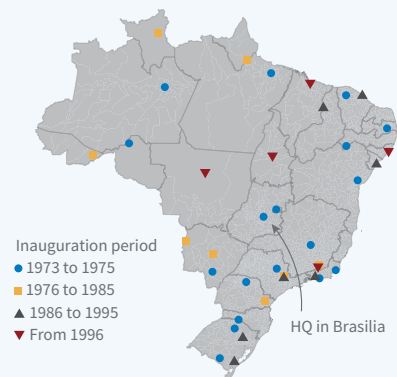 Inauguration period
1973 to 1975
1976 to 1985
1986 to 1995
From 1996
HQ in Brasilia